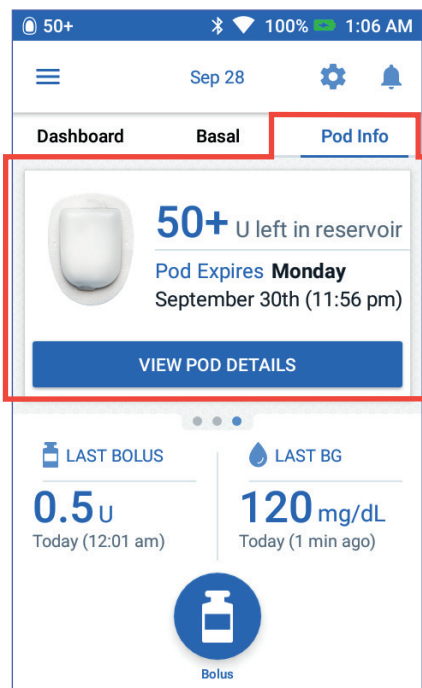 50+ 100% 1:06 AM
Sep 28
Dashboard Basal Pod Info
50+ U left in reservoir
Pod Expires Monday
September 30th (11:56 pm)
VIEW POD DETAILS
LAST BOLUS LAST BG
0.5 U 120 mg/dL
Today (12:01 am) Today (1 min ago)
Bolus